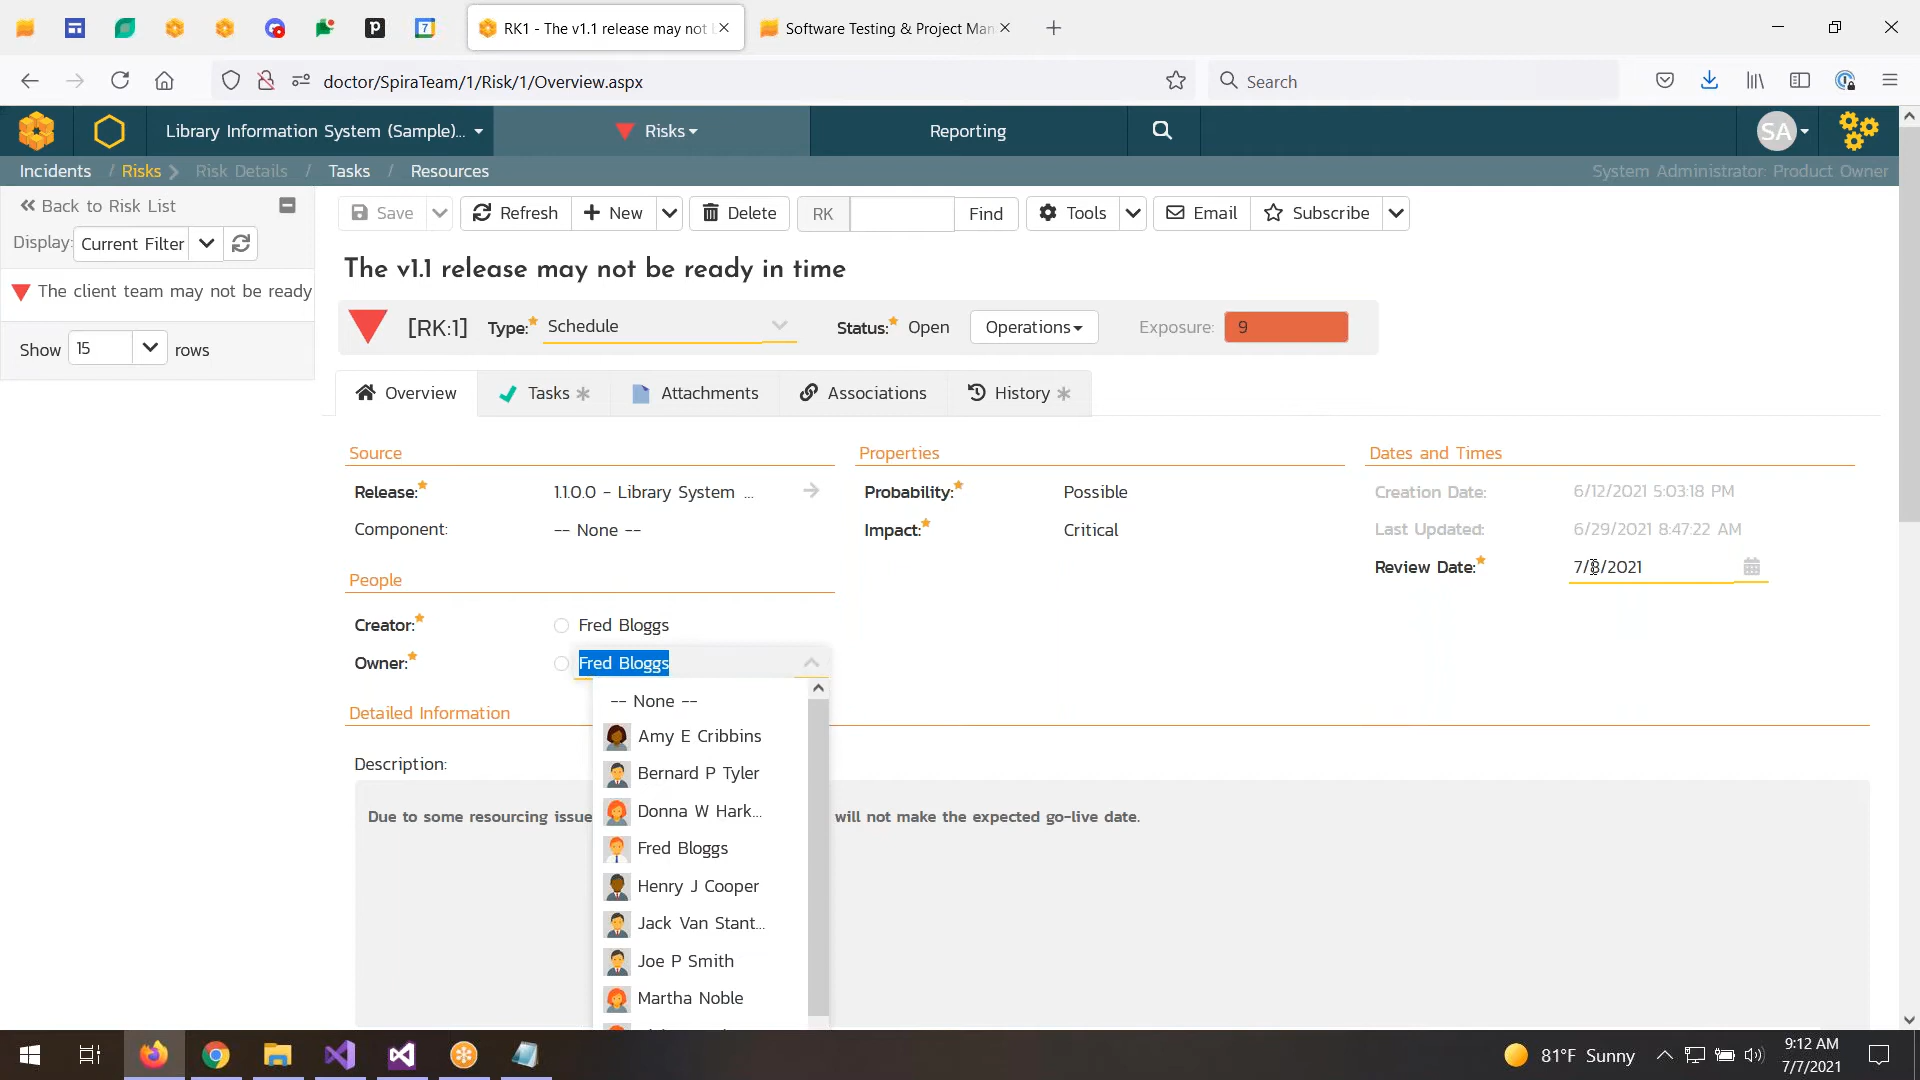 RK1 - The v1.1 release may not b
Software Testing & Project Man
doctor/SpiraTeam/1/Risk/1/Overview.aspx
Search
Library Information System (Sample)...
Risks
Reporting
SA
Incidents / Risks Risk Details / Tasks / Resources
System Administrator: Product Owner
Back to Risk List
Save
Refresh
New
Delete
RK
Find
Tools
Email
Subscribe
Display: Current Filter
The v1.1 release may not be ready in time
The client team may not be ready
[RK:1] Type: Schedule
Status: Open
Operations
Exposure: 9
Show 15 rows
Overview
Tasks
Attachments
Associations
History
Source
Properties
Dates and Times
Release: 1.1.0.0 - Library System ...
Probability: Possible
Creation Date: 6/12/2021 5:03:18 PM
Component: -- None --
Impact: Critical
Last Updated: 6/29/2021 8:47:22 AM
Review Date: 7/8/2021
People
Creator: Fred Bloggs
Owner: Fred Bloggs
-- None --
Amy E Cribbins
Bernard P Tyler
Donna W Hark...
Fred Bloggs
Henry J Cooper
Jack Van Stant...
Joe P Smith
Martha Noble
Detailed Information
Description:
Due to some resourcing issue
will not make the expected go-live date.
81°F Sunny
9:12 AM
7/7/2021